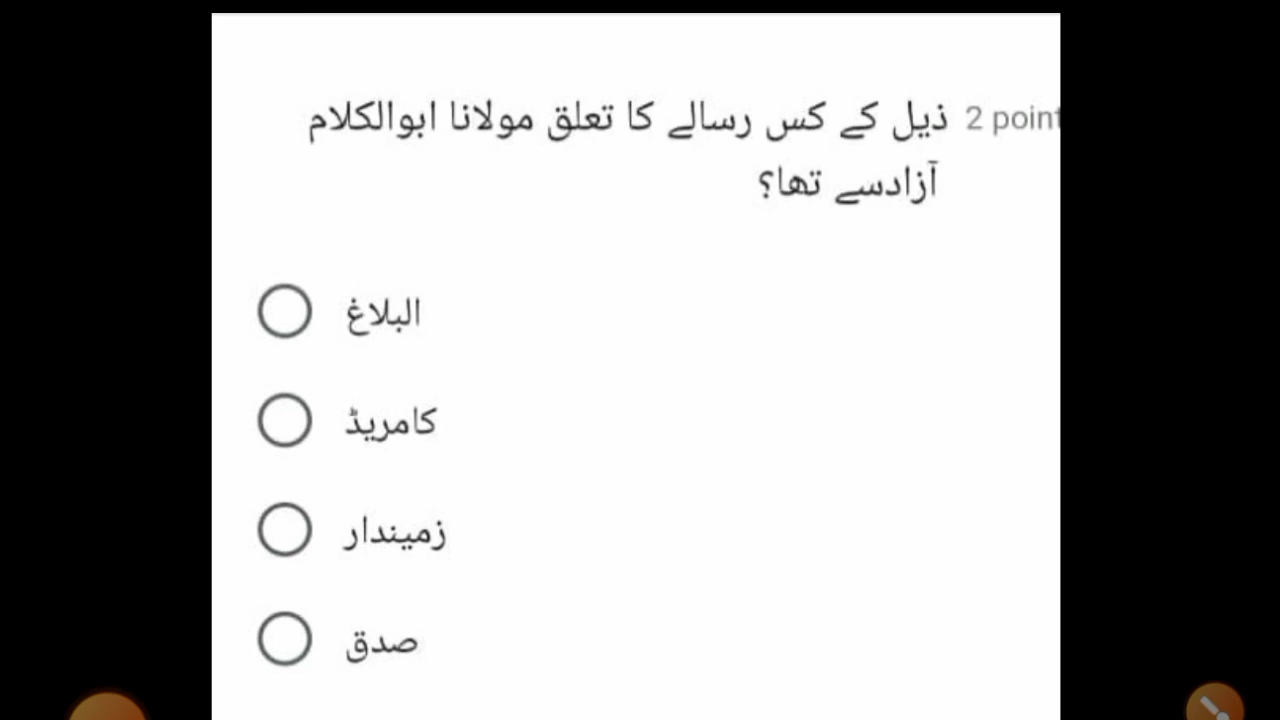 ذیل کے کس رسالے کا تعلق مولانا ابوالکلام 2 point
آزادسے تھا؟
البلاغ
کامریڈ
زمیندار
صدق